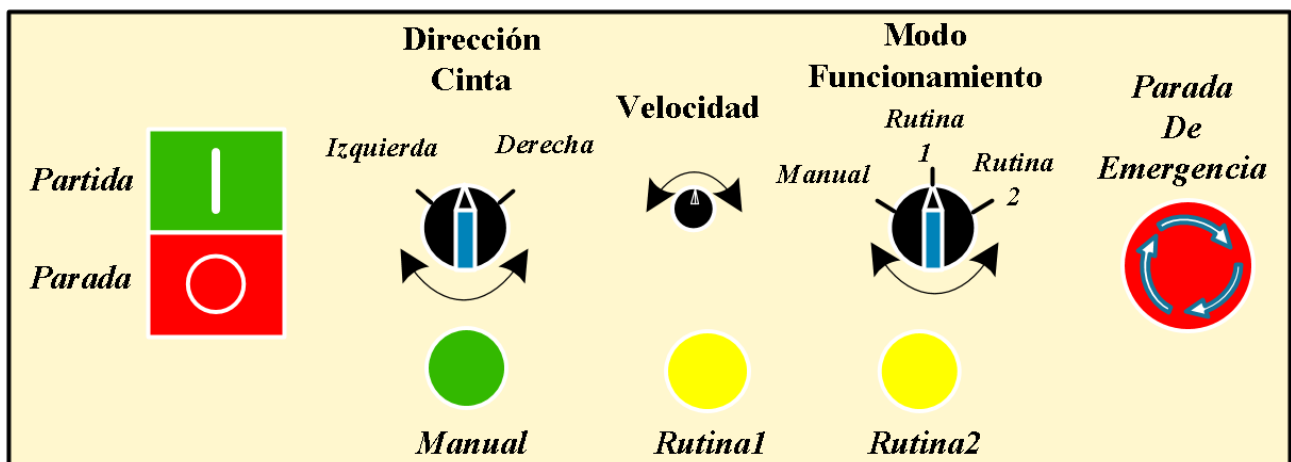 Dirección
Cinta
Velocidad
Modo
Funcionamiento
Parada
De
Emergencia
Partida
Parada
Izquierda
Derecha
Manual
Rutina
1
Rutina
2
Manual
Rutina1
Rutina2